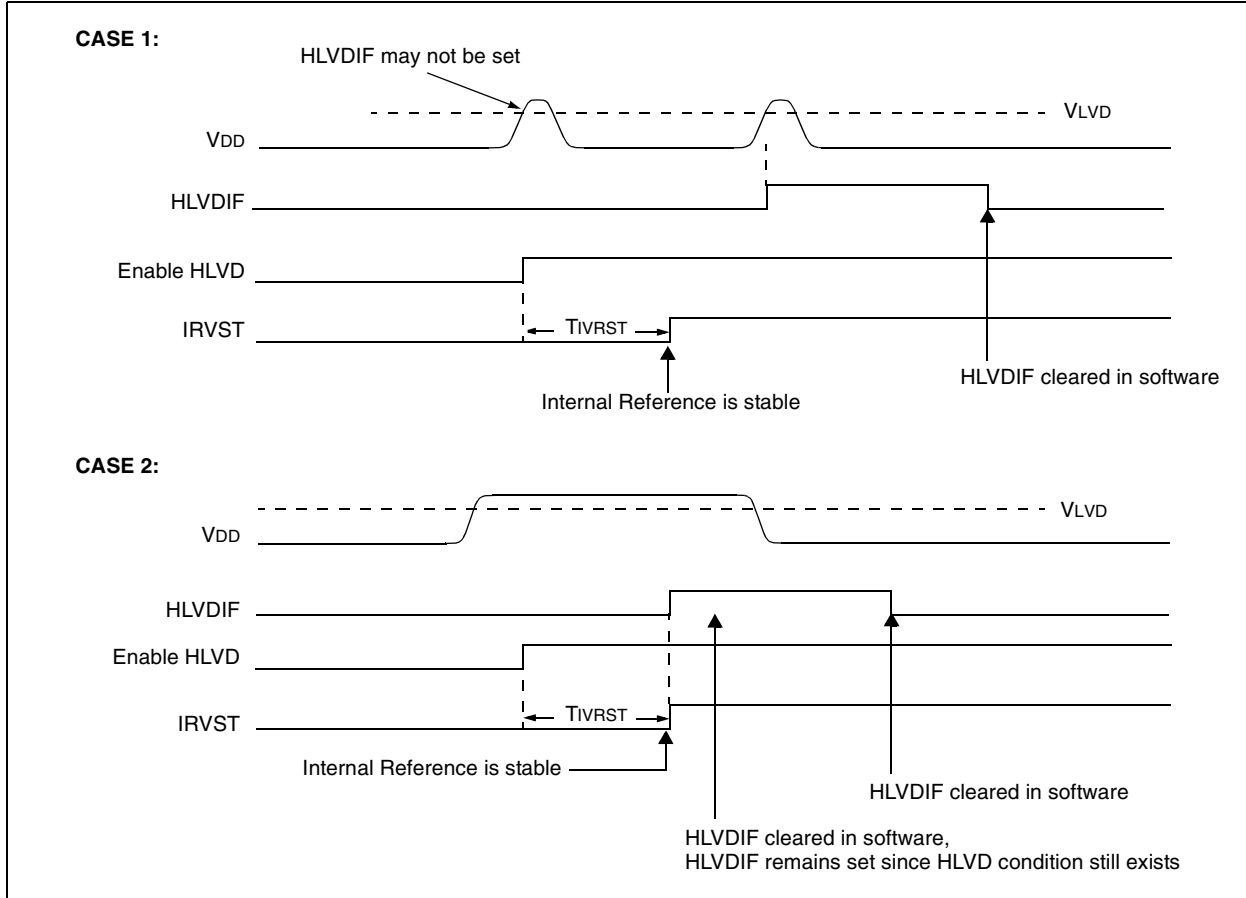 CASE 1:
HLVDIF may not be set
VLVD
VDD
HLVDIF
Enable HLVD
TIVRST
IRVST
HLVDIF cleared in software
Internal Reference is stable
CASE 2:
VLVD
VDD
HLVDIF
Enable HLVD
TIVRST
IRVST
Internal Reference is stable
HLVDIF cleared in software
HLVDIF cleared in software,
HLVDIF remains set since HLVD condition still exists